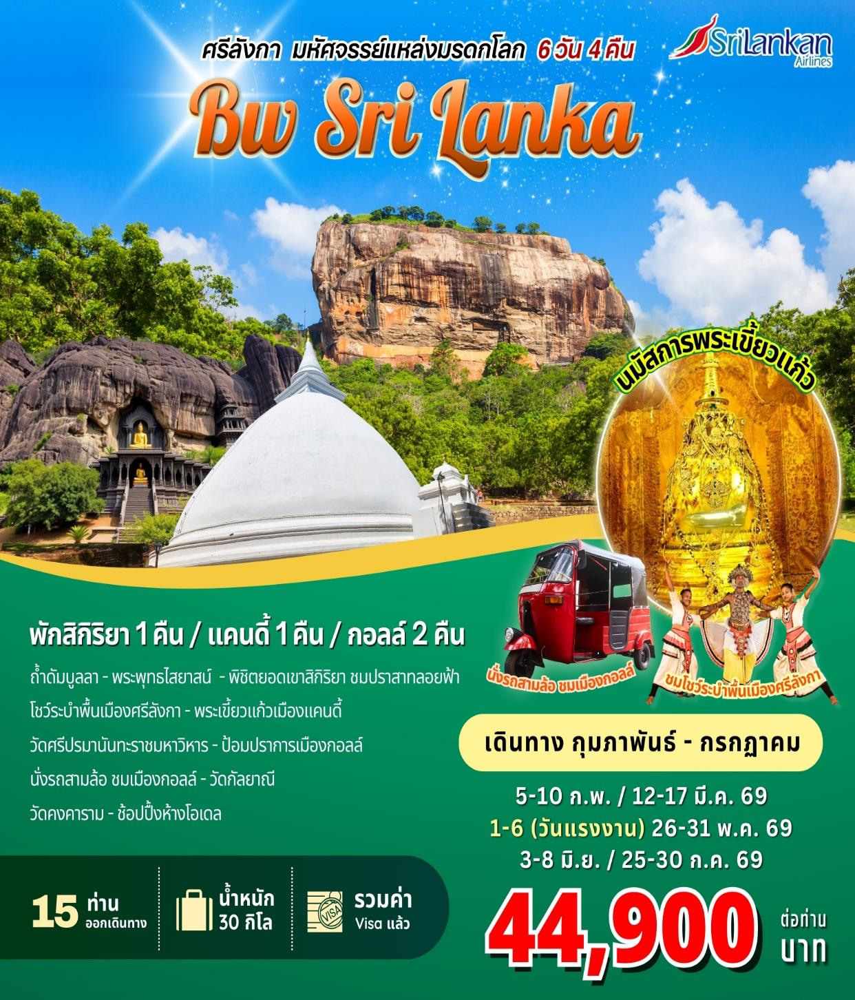 ศรีลังกา มหัศจรรย์แหล่งมรดกโลก 6 วัน 4 คืน
SriLankan
Airlines
Bw Sri Lanka
นมัสการพระเขี้ยวแก้ว
พักสิกิริยา 1 คืน / แคนดี้ 1 คืน / กอลล์ 2 คืน
ถ้ำดัมบูลลา - พระพุทธไสยาสน์ - พิชิตยอดเขาสิกิริยา ชมปราสาทลอยฟ้า
โชว์ระบำพื้นเมืองศรีลังกา - พระเขี้ยวแก้วเมืองแคนดี้
วัดศรีปรมานันทะราชมหาวิหาร - ป้อมปราการเมืองกอลล์
นั่งรถสามล้อ ชมเมืองกอลล์ - วัดกัลยาณี
วัดคงคาราม - ช้อปปิ้งห้างโอเดล
นั่งรถสามล้อ ชมเมืองกอลล์
ชมโชว์ระบำพื้นเมืองศรีลังกา
เดินทาง กุมภาพันธ์ - กรกฏาคม
5-10 ก.พ. / 12-17 มี.ค. 69
1-6 (วันแรงงาน) 26-31 พ.ค. 69
3-8 มิ.ย. / 25-30 ก.ค. 69
15 ท่าน
ออกเดินทาง
น้ำหนัก
30 กิโล
VISA
รวมค่า
Visa แล้ว
44,900 ต่อท่าน
บาท